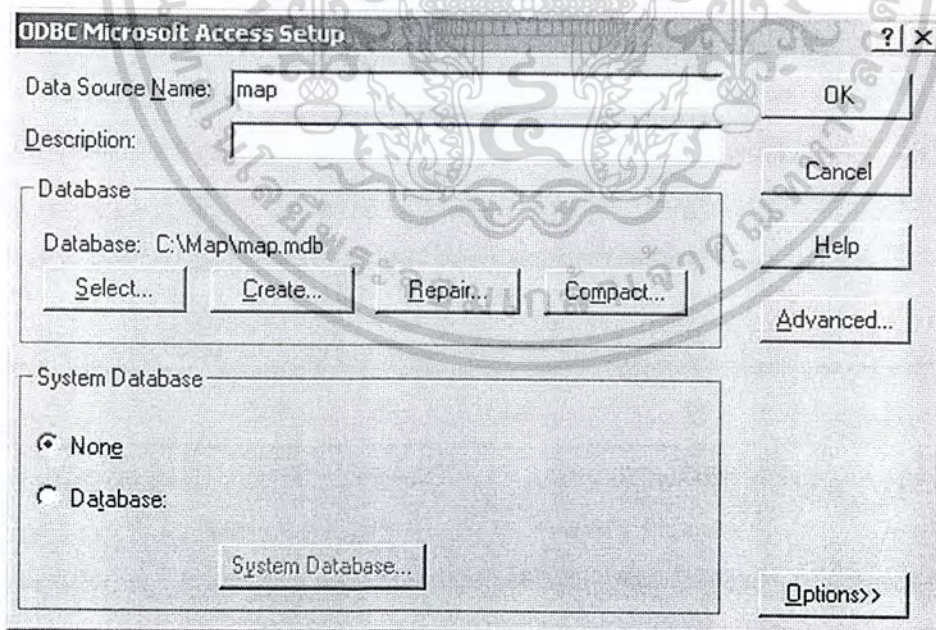 ODBC Microsoft Access Setup
Data Source Name: map
OK
Description:
Cancel
Database
Database: C:\Map\map.mdb
Help
Select... Create... Repair... Compact...
Advanced...
System Database
None
Database:
System Database...
Options>>